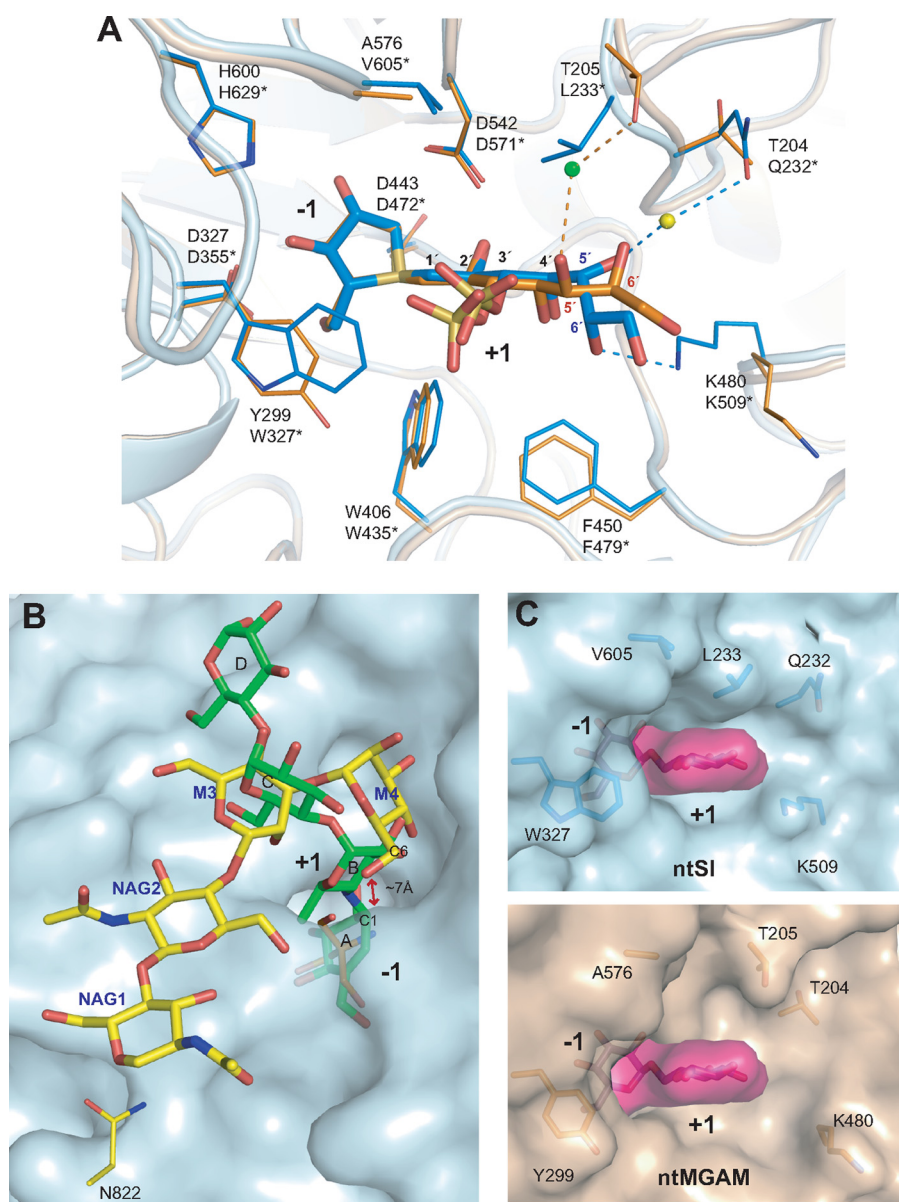 A
A576
V605*
T205
L233*
H600
H629*
D542
D571*
T204
Q232*
D443
D472*
-1
D327
D355*
1´ 2´ 3´ 4´ 5´
6´
5´
6´
+1
Y299
W327*
K480
K509*
W406
W435*
F450
F479*
B
D
M3
C
M4
+1
C6
B
~7Å
NAG2
C1
A
-1
NAG1
N822
C
V605
L233
Q232
-1
W327
+1
K509
ntSI
T205
A576
T204
-1
+1
K480
Y299
ntMGAM